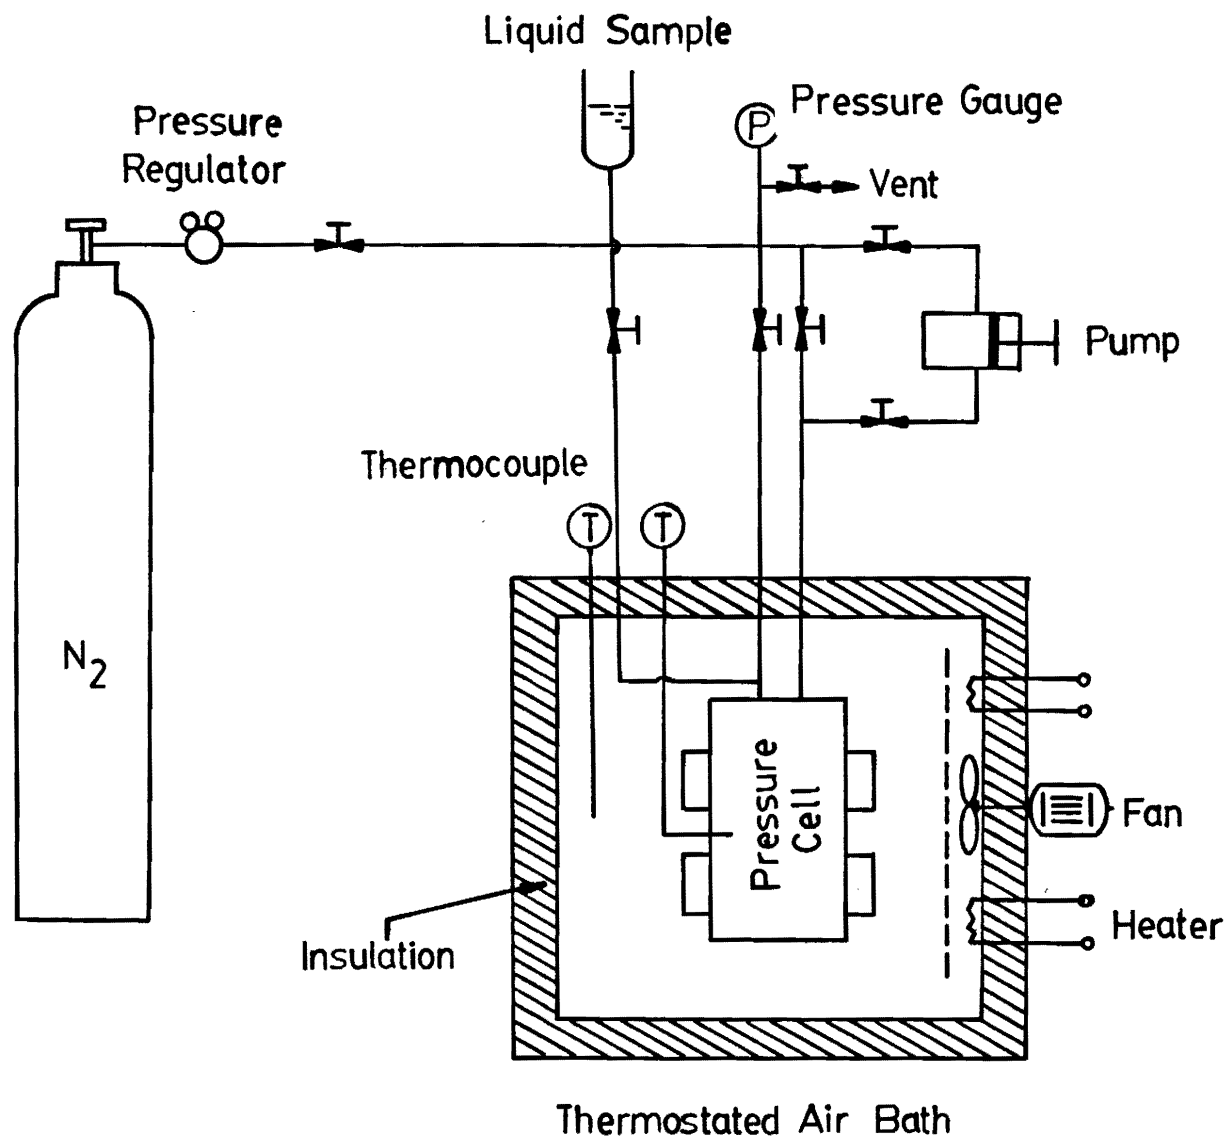 Liquid Sample
Pressure Gauge
P
Pressure
Regulator
Vent
Pump
Thermocouple
T
T
N2
Pressure
Cell
Fan
Insulation
Heater
Thermostated Air Bath